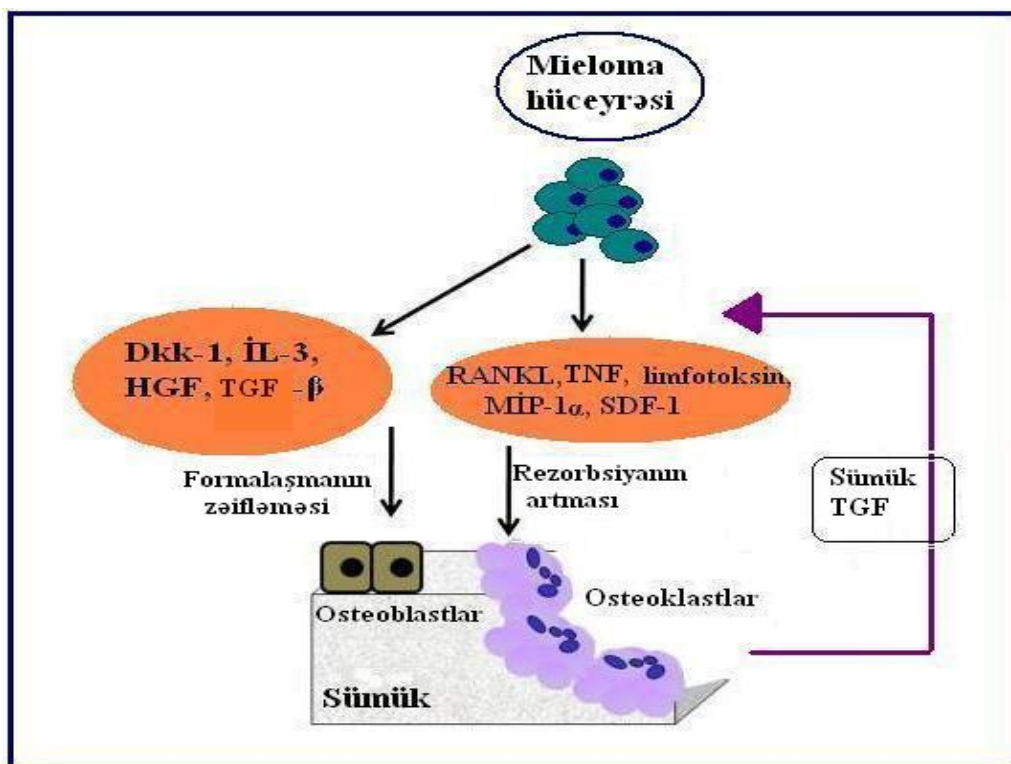 Mieloma
hüceyrəsi
Dkk-1, İL-3,
HGF, TGF -β
RANKL, TNF, limfotoksin,
MİP-1α, SDF-1
Formalaşmanın
zəifləməsi
Rezorbsiyanın
artması
Sümük
TGF
Osteoblastlar
Osteoklastlar
Sümük